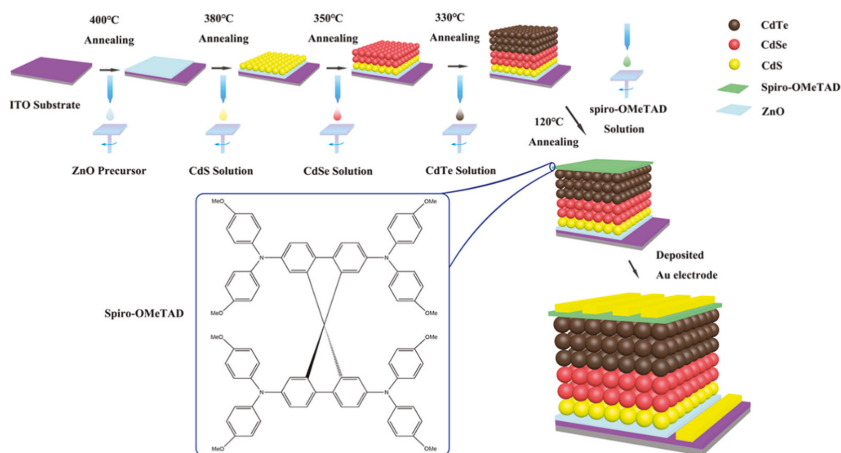 400℃
Annealing
380℃
Annealing
350℃
Annealing
330℃
Annealing
ITO Substrate
ZnO Precursor
CdS Solution
CdSe Solution
CdTe Solution
spiro-OMeTAD
Solution
120℃
Annealing
CdTe
CdSe
CdS
Spiro-OMeTAD
ZnO
Deposited
Au electrode
Spiro-OMeTAD
MeO
OMe
N
N
MeO
OMe
MeO
OMe
N
N
MeO
OMe